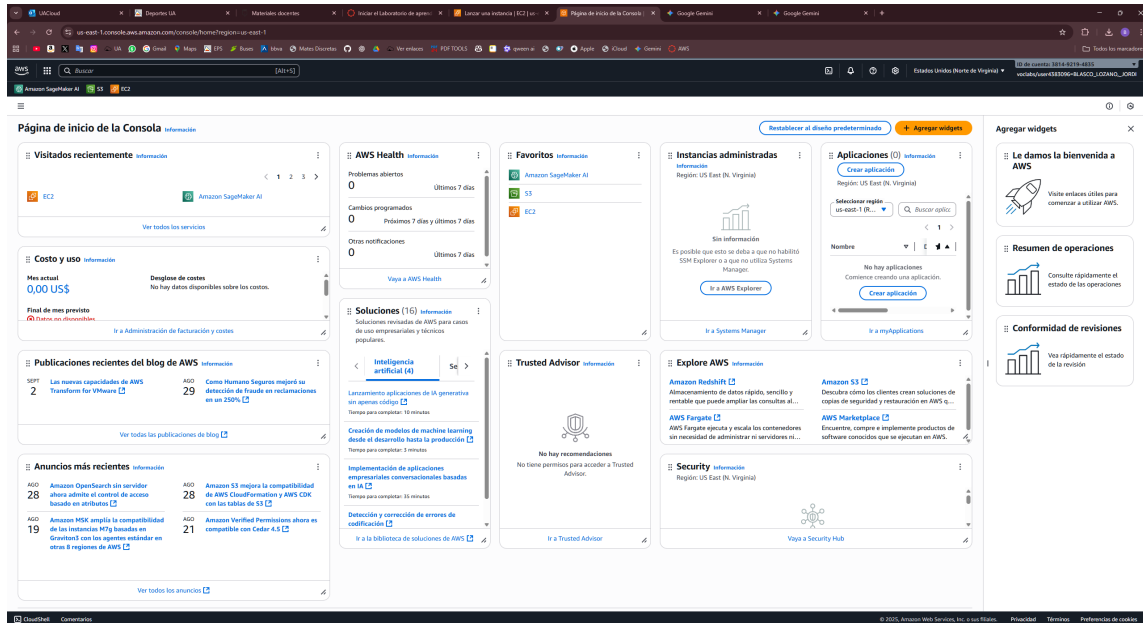 UACloud
Deportes UA
Materiales docentes
Iniciar el Laboratorio de apren
Lanzar una instancia | EC2 | us-
Página de inicio de la Consola
Google Gemini
Google Gemini
us-east-1.console.aws.amazon.com/console/home?region=us-east-1
UA
Gmail
Maps
EPS
Buses
bbva
Mates Discretas
Ver enlaces
PDF TOOLS
qwen ai
Apple
iCloud
Gemini
AWS
Todos los marcadores
aws
Buscar
[Alt+S]
Estados Unidos (Norte de Virginia)
ID de cuenta: 3814-9219-4835
voclabs/user4383096=BLASCO_LOZANO,_JORDI
Amazon SageMaker AI
S3
EC2
Página de inicio de la Consola Información
Restablecer al diseño predeterminado
+ Agregar widgets
Visitados recientemente Información
1 2 3
EC2
Amazon SageMaker AI
Ver todos los servicios
Costo y uso Información
Mes actual
0,00 US$
Desglose de costes
No hay datos disponibles sobre los costos.
Final de mes previsto
Datos no disponibles
Ir a Administración de facturación y costes
Publicaciones recientes del blog de AWS Información
SEPT
2
Las nuevas capacidades de AWS
Transform for VMware
AGO
29
Como Humano Seguros mejoró su
detección de fraude en reclamaciones
en un 250%
Ver todas las publicaciones de blog
Anuncios más recientes Información
AGO
28
Amazon OpenSearch sin servidor
ahora admite el control de acceso
basado en atributos
AGO
28
Amazon S3 mejora la compatibilidad
de AWS CloudFormation y AWS CDK
con las tablas de S3
AGO
19
Amazon MSK amplía la compatibilidad
de las instancias M7g basadas en
Graviton3 con los agentes estándar en
otras 8 regiones de AWS
AGO
21
Amazon Verified Permissions ahora es
compatible con Cedar 4.5
Ver todos los anuncios
AWS Health Información
Problemas abiertos
0
Últimos 7 días
Cambios programados
0
Próximos 7 días y últimos 7 días
Otras notificaciones
0
Últimos 7 días
Vaya a AWS Health
Soluciones (16) Información
Soluciones revisadas de AWS para casos
de uso empresariales y técnicos
populares.
Inteligencia
artificial (4)
Se
Lanzamiento aplicaciones de IA generativa
sin apenas código
Tiempo para completar: 10 minutos
Creación de modelos de machine learning
desde el desarrollo hasta la producción
Tiempo para completar: 3 minutos
Implementación de aplicaciones
empresariales conversacionales basadas
en IA
Tiempo para completar: 35 minutos
Detección y corrección de errores de
codificación
Ir a la biblioteca de soluciones de AWS
Favoritos Información
Amazon SageMaker AI
S3
EC2
Trusted Advisor Información
No hay recomendaciones
No tiene permisos para acceder a Trusted
Advisor.
Ir a Trusted Advisor
Instancias administradas
Información
Región: US East (N. Virginia)
Sin información
Es posible que esto se deba a que no habilitó
SSM Explorer o a que no utiliza Systems
Manager.
Ir a AWS Explorer
Ir a Systems Manager
Aplicaciones (0) Información
Crear aplicación
Región: US East (N. Virginia)
Seleccionar región
us-east-1 (R...
Buscar aplic
1
Nombre
No hay aplicaciones
Comience creando una aplicación.
Crear aplicación
Ir a myApplications
Explore AWS Información
Amazon Redshift
Almacenamiento de datos rápido, sencillo y
rentable que puede ampliar las consultas al...
Amazon S3
Descubra cómo los clientes crean soluciones de
copias de seguridad y restauración en AWS q...
AWS Fargate
AWS Fargate ejecuta y escala los contenedores
sin necesidad de administrar ni servidores ni...
AWS Marketplace
Encuentre, compre e implemente productos de
software conocidos que se ejecutan en AWS.
Security Información
Región: US East (N. Virginia)
Vaya a Security Hub
Agregar widgets
Le damos la bienvenida a
AWS
Visite enlaces útiles para
comenzar a utilizar AWS.
Resumen de operaciones
Consulte rápidamente el
estado de las operaciones
Conformidad de revisiones
Vea rápidamente el estado
de la revisión
CloudShell
Comentarios
© 2025, Amazon Web Services, Inc. o sus filiales.
Privacidad
Términos
Preferencias de cookies